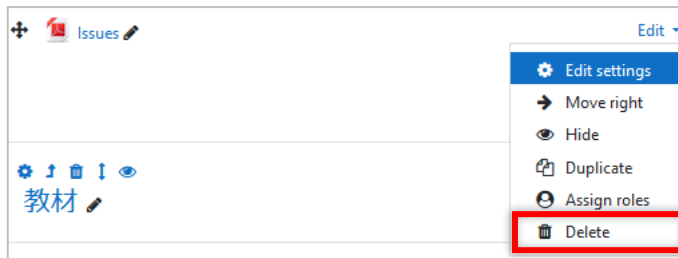 Issues
Edit
Edit settings
Move right
Hide
Duplicate
Assign roles
Delete
教材